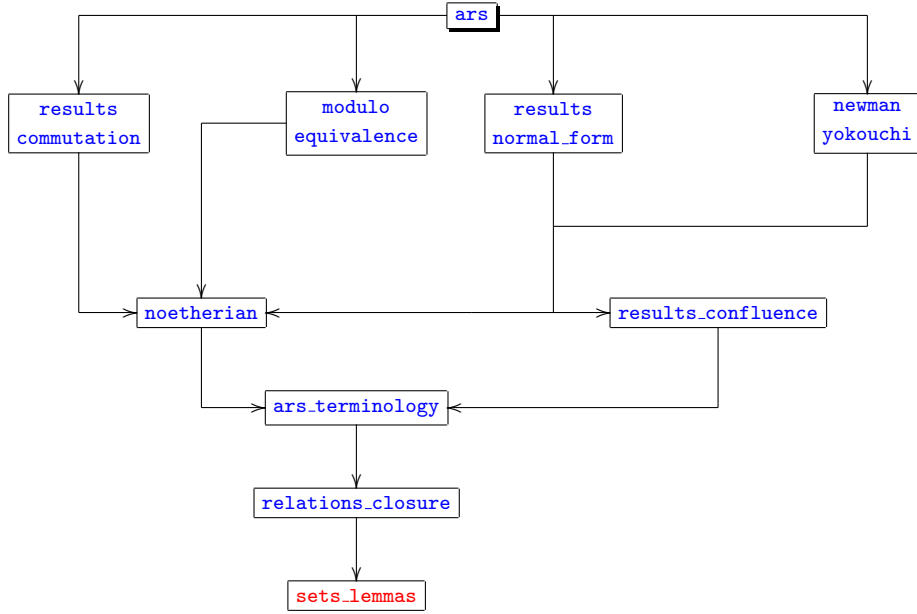 ars
results
commutation
modulo
equivalence
results
normal_form
newman
yokouchi
noetherian
results_confluence
ars_terminology
relations_closure
sets_lemmas